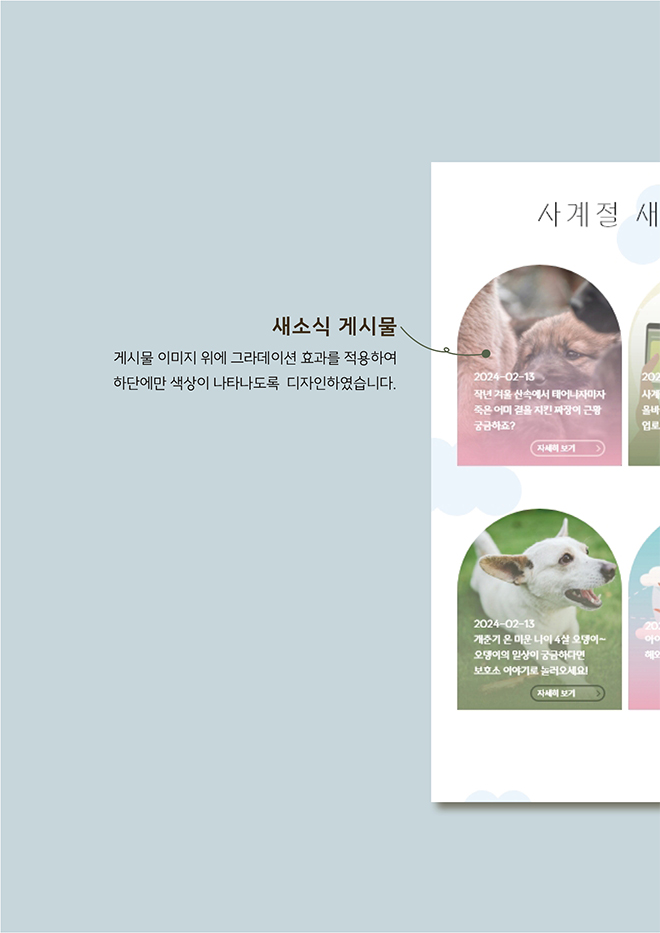 사계절 새
새소식 게시물
게시물 이미지 위에 그라데이션 효과를 적용하여
하단에만 색상이 나타나도록 디자인하였습니다.
2024-02-13
작년 겨울 산속에서 태어나자마자
죽은 어미 곁을 지킨 짜장이 근황
궁금하죠?
자세히 보기 >
202
사계
올바
입로
2024-02-13
개춘기 온 미운 나이 4살 오뎅이~
오뎅이의 일상이 궁금하다면
보호소 이야기로 놀러오세요!
자세히 보기 >
202
아이
해외